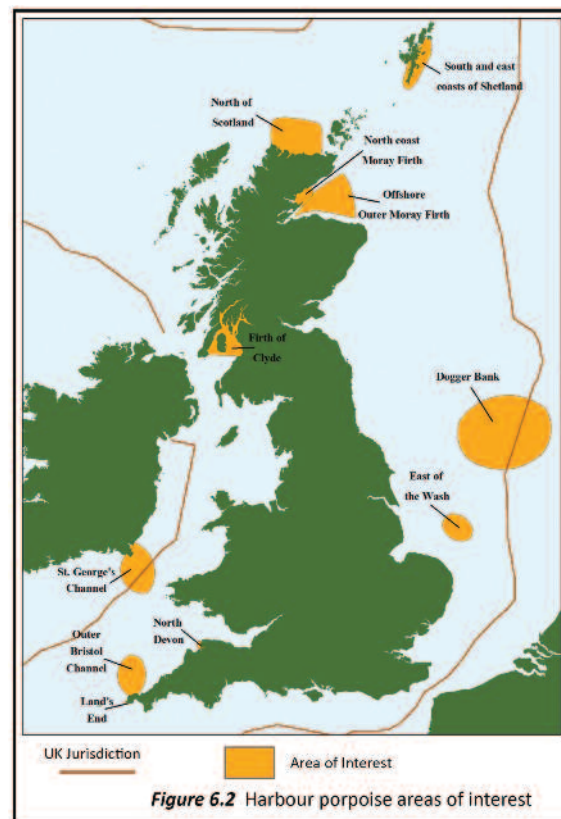 South and east
coasts of Shetland
North of
Scotland
North coast
Moray Firth
Offshore
Outer Moray Firth
Firth of
Clyde
Dogger Bank
East of
the Wash
St. George's
Channel
North
Devon
Outer
Bristol
Channel
Land's
End
UK Jurisdiction
Area of Interest
Figure 6.2 Harbour porpoise areas of interest